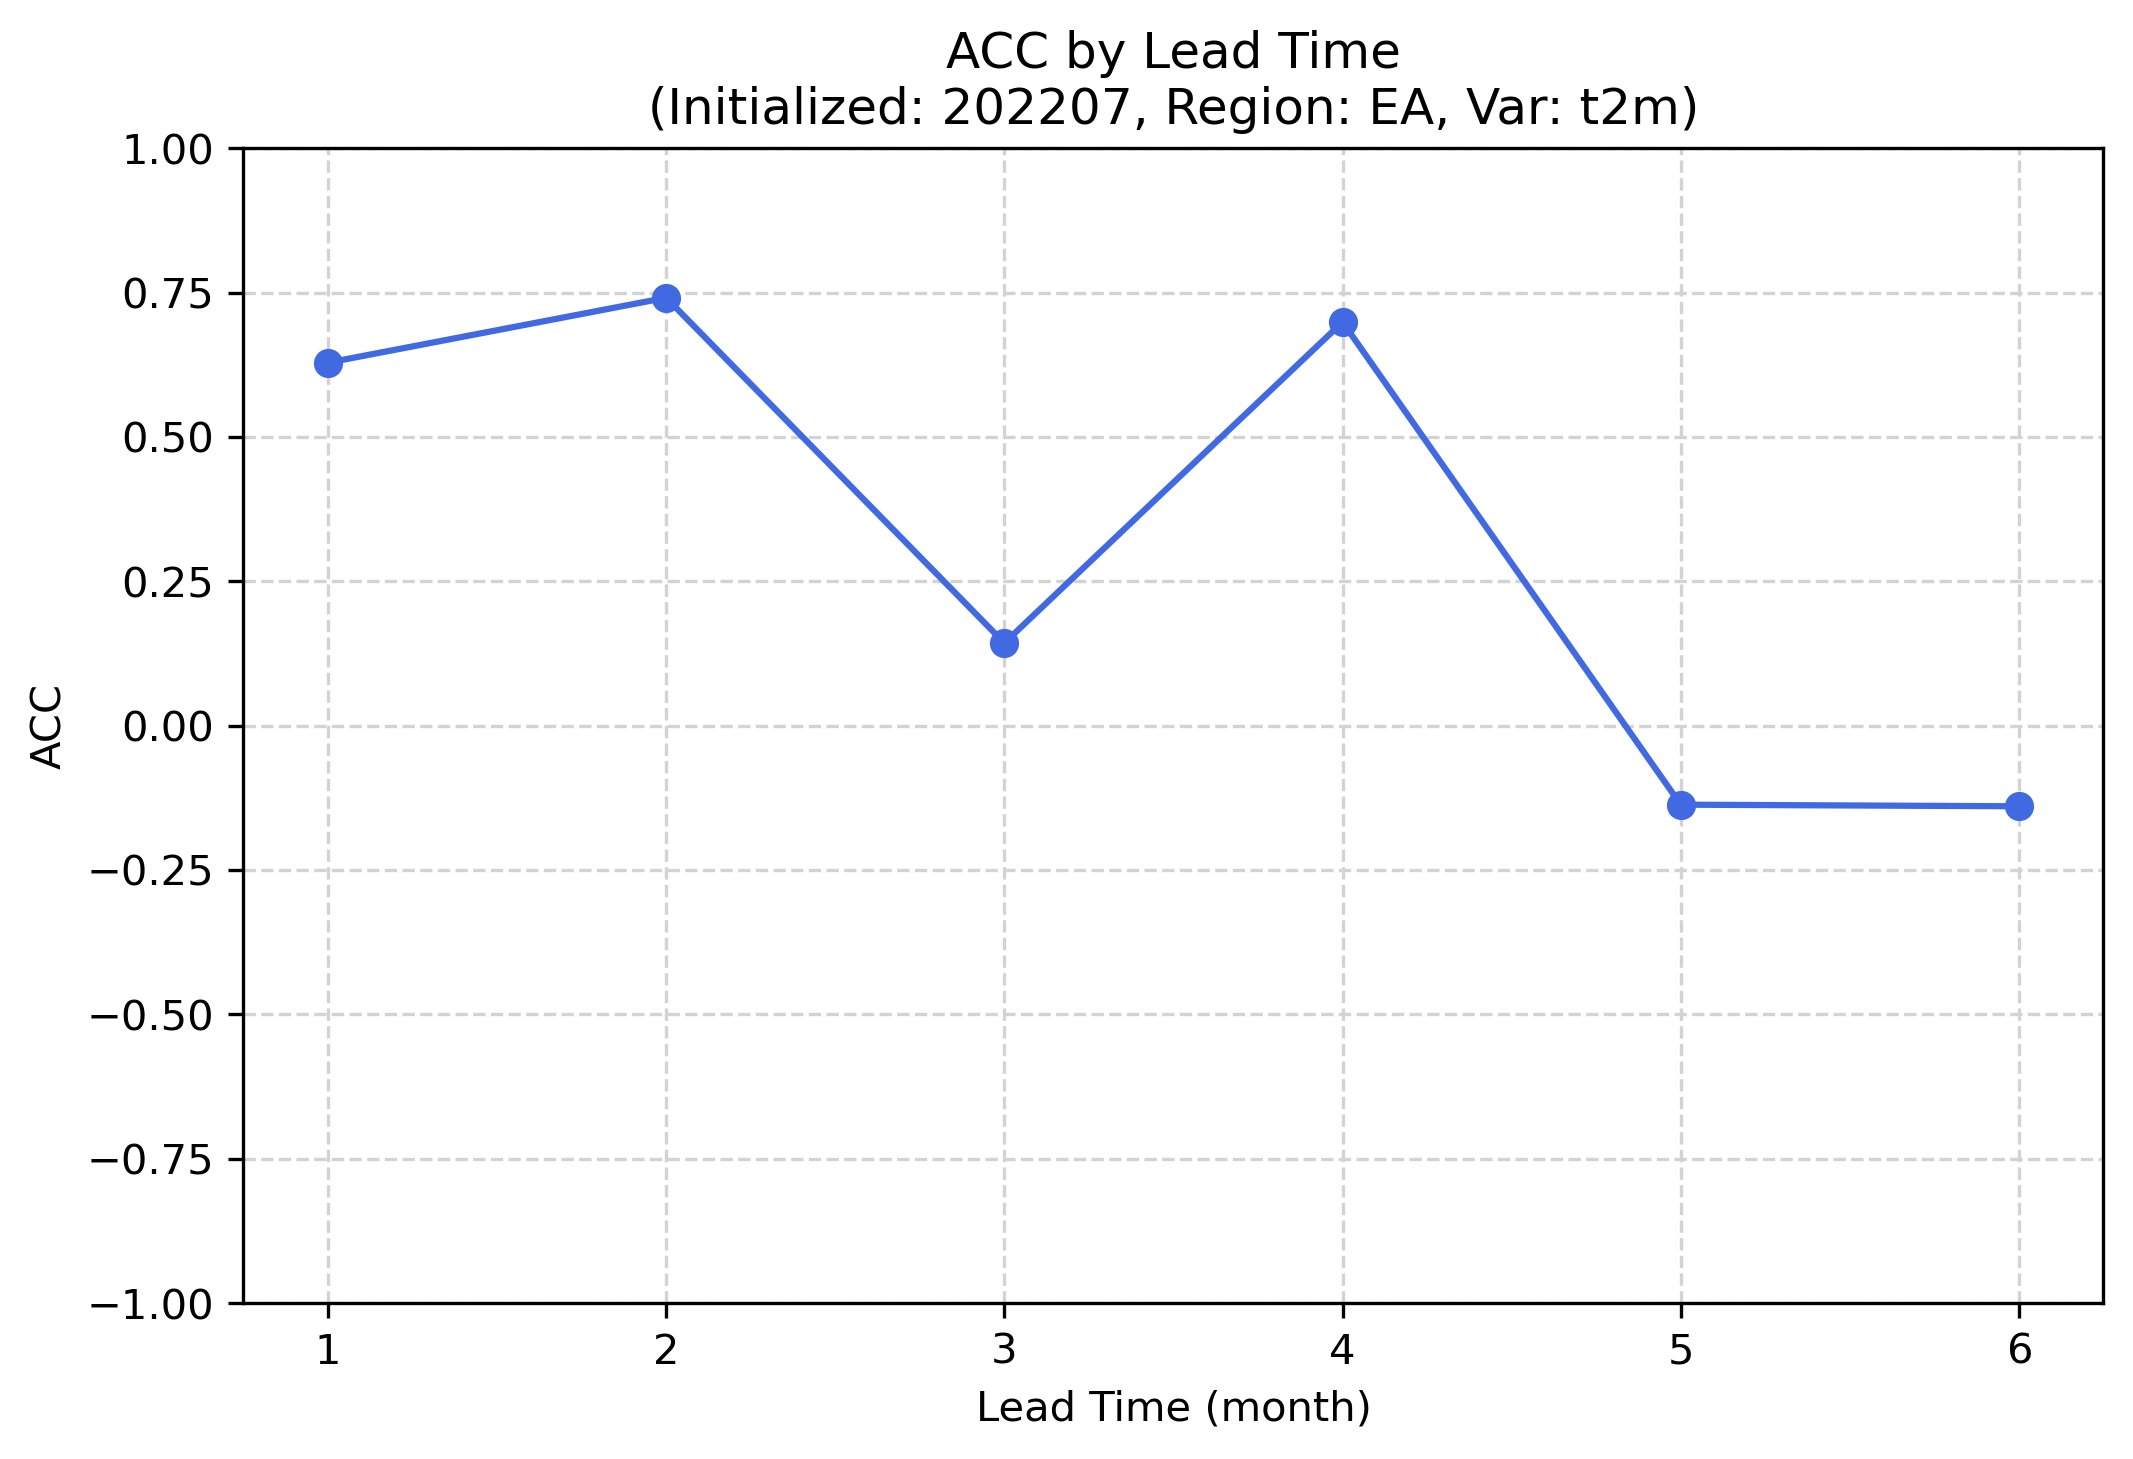 ACC by Lead Time
(Initialized: 202207, Region: EA, Var: t2m)
1.00
0.75
0.50
0.25
0.00
−0.25
−0.50
−0.75
−1.00
ACC
1 2 3 4 5 6
Lead Time (month)